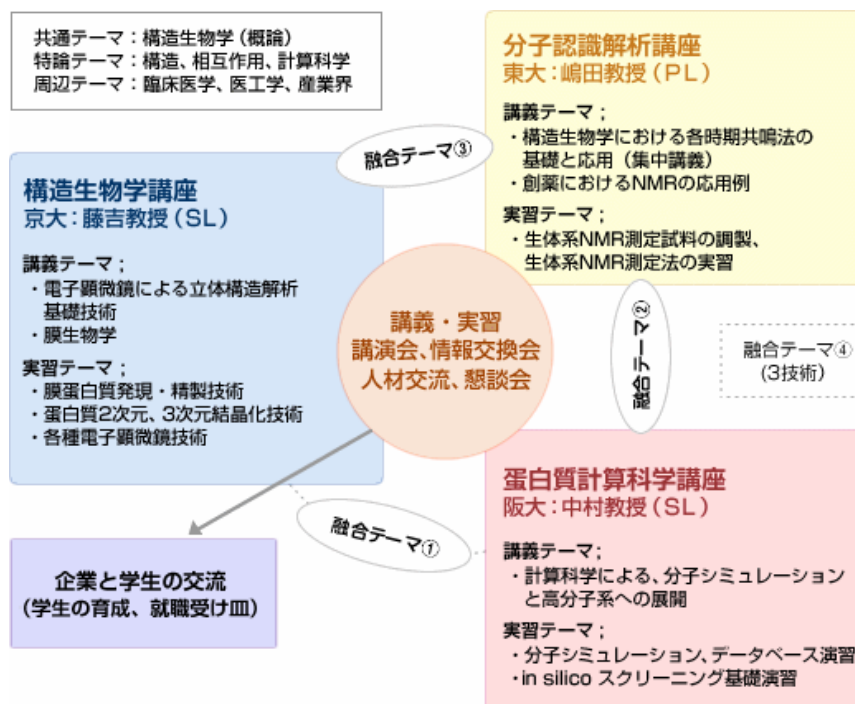 共通テーマ：構造生物学（概論）
特論テーマ：構造、相互作用、計算科学
周辺テーマ：臨床医学、医工学、産業界
分子認識解析講座
東大：嶋田教授（PL）
講義テーマ；
・構造生物学における各時期共鳴法の
基礎と応用（集中講義）
・創薬におけるNMRの応用例
実習テーマ；
・生体系NMR測定試料の調製、
生体系NMR測定法の実習
融合テーマ③
構造生物学講座
京大：藤吉教授（SL）
講義テーマ；
・電子顕微鏡による立体構造解析
基礎技術
・膜生物学
実習テーマ；
・膜蛋白質発現・精製技術
・蛋白質2次元、3次元結晶化技術
・各種電子顕微鏡技術
講義・実習
講演会、情報交換会
人材交流、懇談会
融合テーマ②
融合テーマ④
(3技術)
融合テーマ①
蛋白質計算科学講座
阪大：中村教授（SL）
講義テーマ；
・計算科学による、分子シミュレーション
と高分子系への展開
実習テーマ；
・分子シミュレーション、データベース演習
・in silico スクリーニング基礎演習
企業と学生の交流
（学生の育成、就職受け皿）